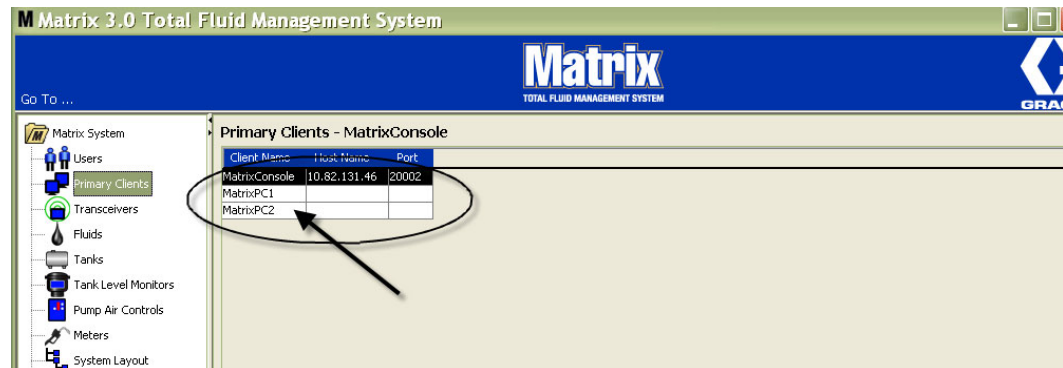 M Matrix 3.0 Total Fluid Management System
Matrix
TOTAL FLUID MANAGEMENT SYSTEM
Go To ...
Matrix System
Users
Primary Clients
Transceivers
Fluids
Tanks
Tank Level Monitors
Pump Air Controls
Meters
System Layout
Primary Clients - MatrixConsole
Client Name Host Name Port
MatrixConsole 10.82.131.46 20002
MatrixPC1
MatrixPC2